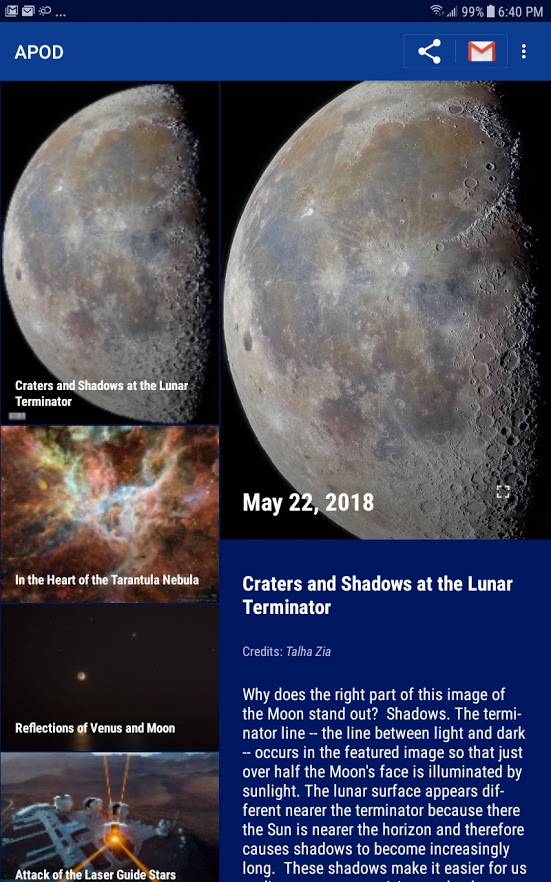 99% 6:40 PM
APOD
Craters and Shadows at the Lunar
Terminator
In the Heart of the Tarantula Nebula
Reflections of Venus and Moon
Attack of the Laser Guide Stars
May 22, 2018
Craters and Shadows at the Lunar
Terminator
Credits: Talha Zia
Why does the right part of this image of
the Moon stand out?  Shadows. The termi-
nator line -- the line between light and dark
-- occurs in the featured image so that just
over half the Moon's face is illuminated by
sunlight. The lunar surface appears dif-
ferent nearer the terminator because there
the Sun is nearer the horizon and therefore
causes shadows to become increasingly
long.  These shadows make it easier for us